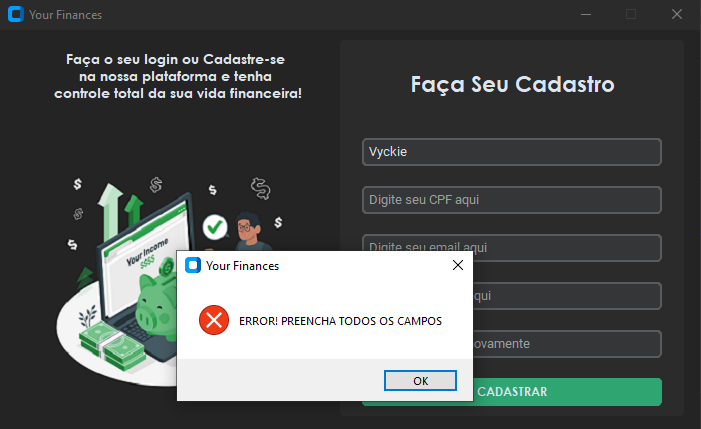 Your Finances
Faça o seu login ou Cadastre-se
na nossa plataforma e tenha
controle total da sua vida financeira!
Your Income
$$$$
Faça Seu Cadastro
Vyckie
Digite seu CPF aqui
Digite seu email aqui
qui
ovamente
CADASTRAR
Your Finances
ERROR! PREENCHA TODOS OS CAMPOS
OK